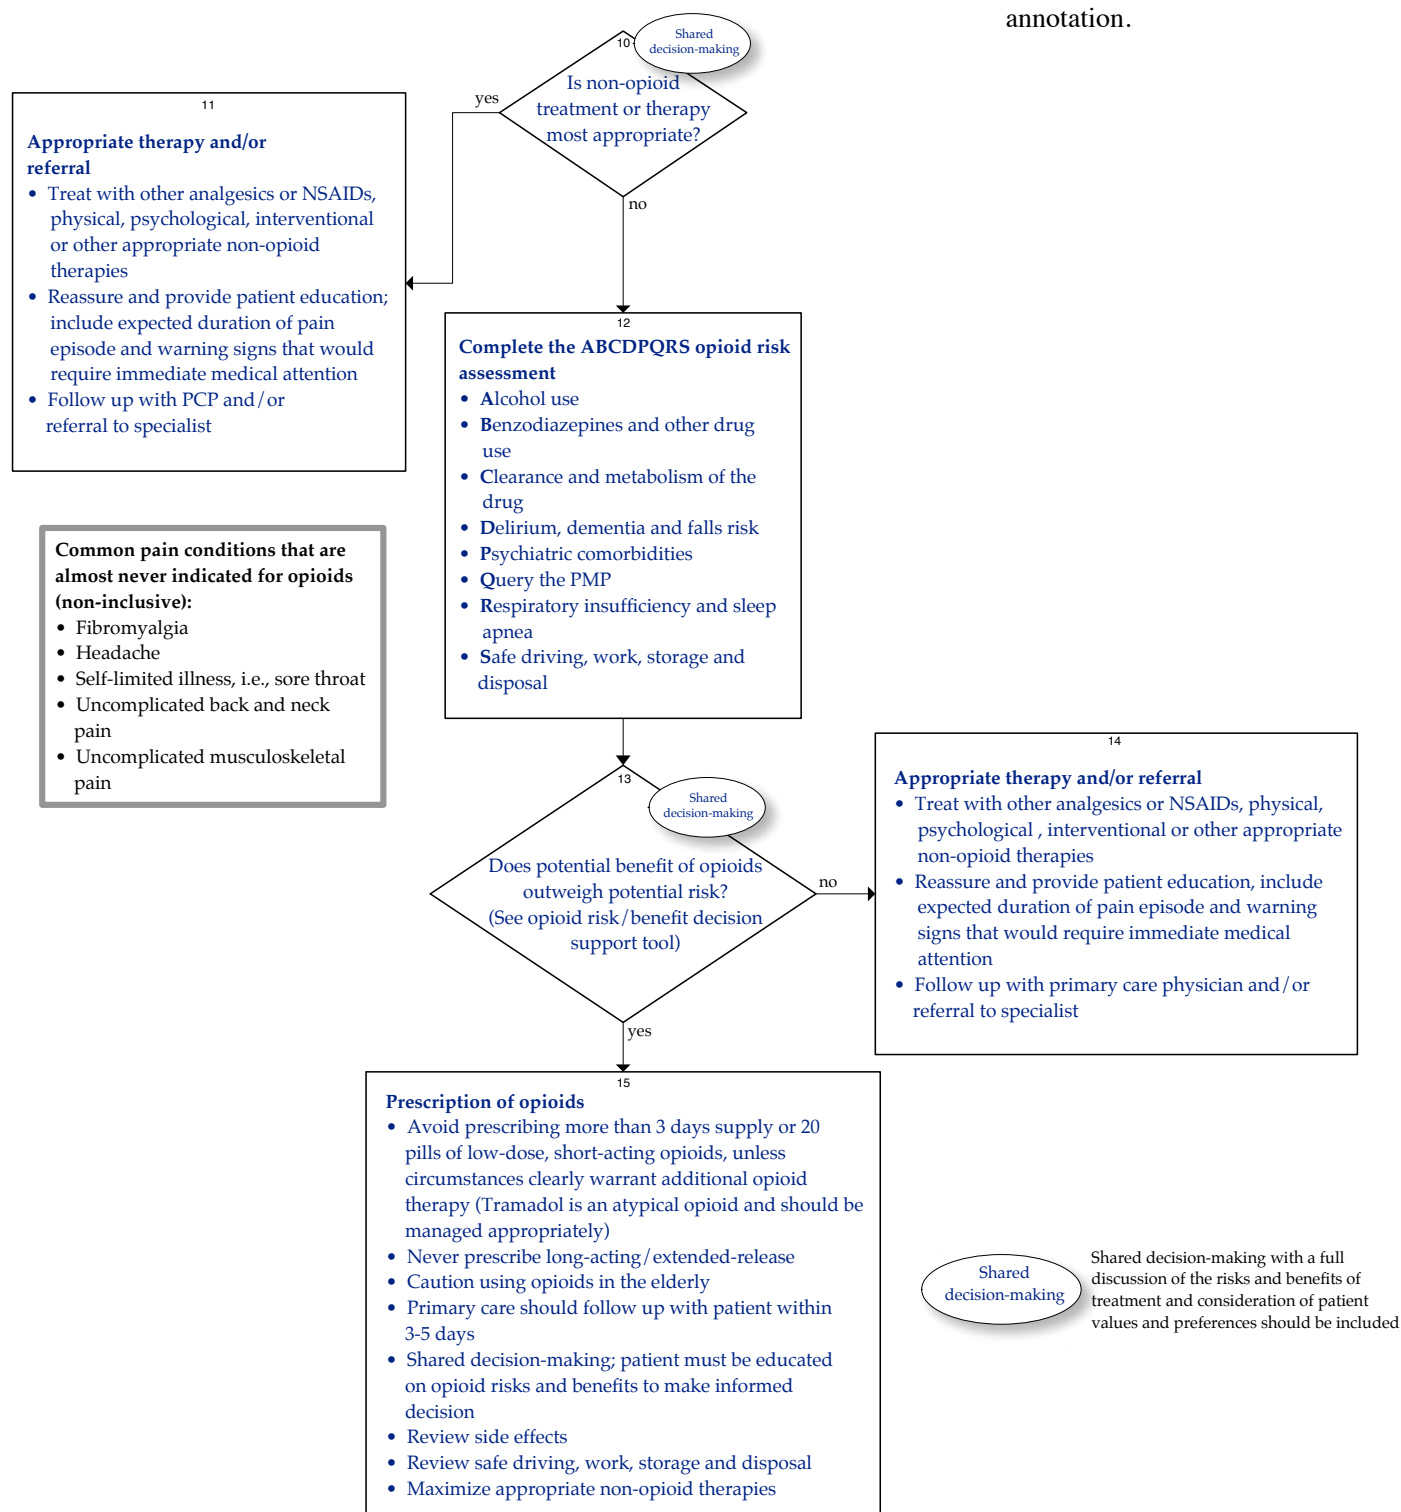 annotation.
10
Shared
decision-making
Is non-opioid
treatment or therapy
most appropriate?
yes
no
11
Appropriate therapy and/or
referral
• Treat with other analgesics or NSAIDs,
physical, psychological, interventional
or other appropriate non-opioid
therapies
• Reassure and provide patient education;
include expected duration of pain
episode and warning signs that would
require immediate medical attention
• Follow up with PCP and/or
referral to specialist
12
Complete the ABCDPQRS opioid risk
assessment
• Alcohol use
• Benzodiazepines and other drug
use
• Clearance and metabolism of the
drug
• Delirium, dementia and falls risk
• Psychiatric comorbidities
• Query the PMP
• Respiratory insufficiency and sleep
apnea
• Safe driving, work, storage and
disposal
Common pain conditions that are
almost never indicated for opioids
(non-inclusive):
• Fibromyalgia
• Headache
• Self-limited illness, i.e., sore throat
• Uncomplicated back and neck
pain
• Uncomplicated musculoskeletal
pain
13
Shared
decision-making
Does potential benefit of opioids
outweigh potential risk?
(See opioid risk/benefit decision
support tool)
no
yes
14
Appropriate therapy and/or referral
• Treat with other analgesics or NSAIDs, physical,
psychological , interventional or other appropriate
non-opioid therapies
• Reassure and provide patient education, include
expected duration of pain episode and warning
signs that would require immediate medical
attention
• Follow up with primary care physician and/or
referral to specialist
15
Prescription of opioids
• Avoid prescribing more than 3 days supply or 20
pills of low-dose, short-acting opioids, unless
circumstances clearly warrant additional opioid
therapy (Tramadol is an atypical opioid and should be
managed appropriately)
• Never prescribe long-acting/extended-release
• Caution using opioids in the elderly
• Primary care should follow up with patient within
3-5 days
• Shared decision-making; patient must be educated
on opioid risks and benefits to make informed
decision
• Review side effects
• Review safe driving, work, storage and disposal
• Maximize appropriate non-opioid therapies
Shared
decision-making
Shared decision-making with a full
discussion of the risks and benefits of
treatment and consideration of patient
values and preferences should be included